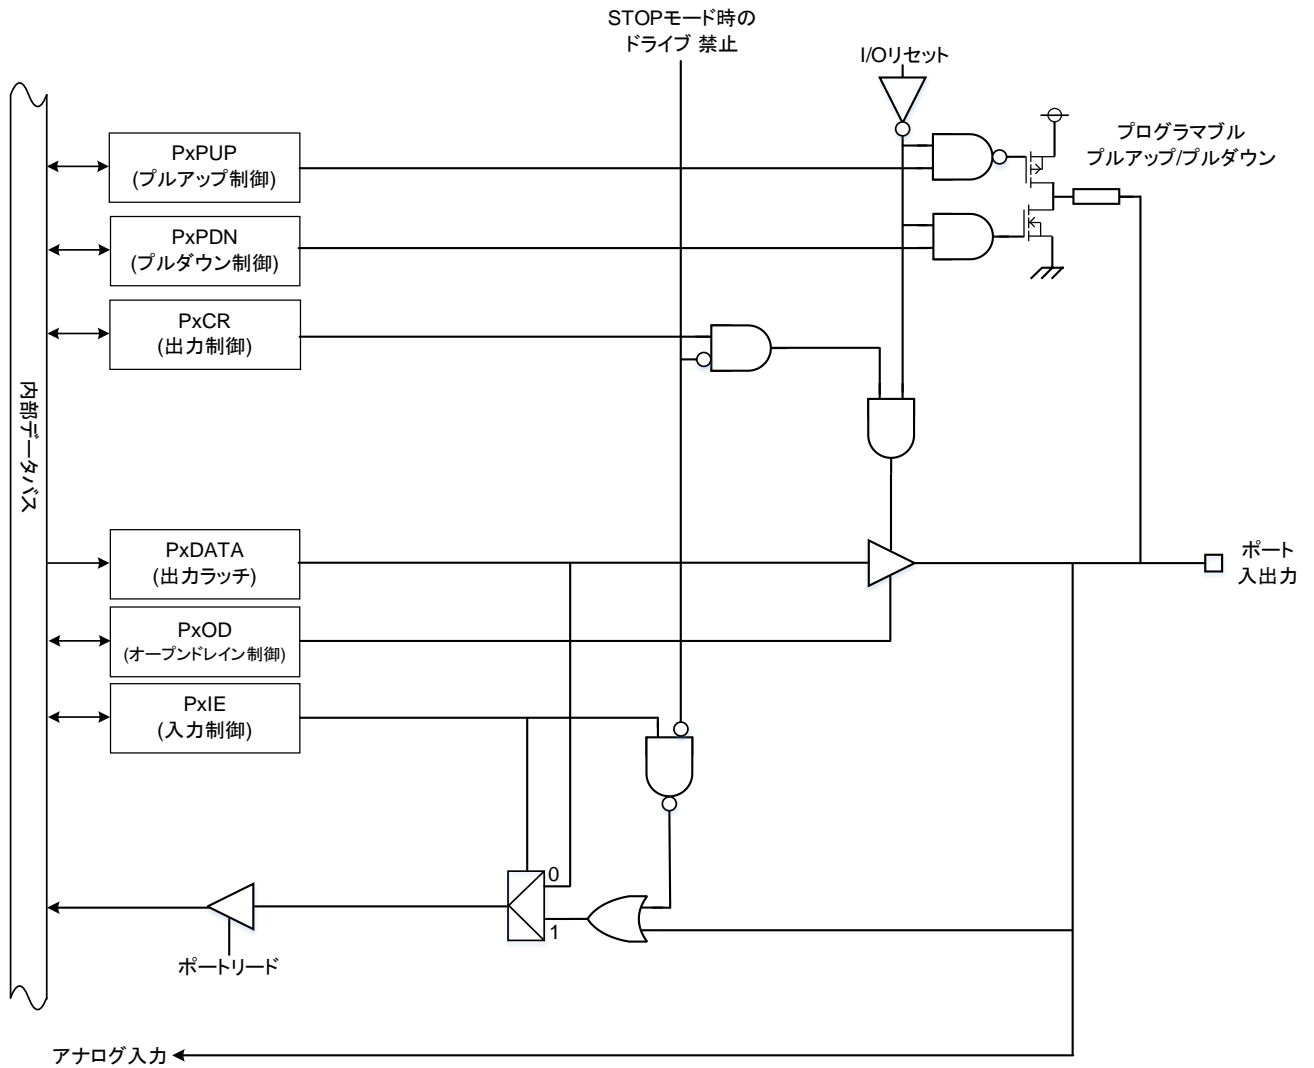 STOPモード時の
ドライブ 禁止
I/Oリセット
プログラマブル
プルアップ/プルダウン
PxPUP
(プルアップ制御)
PxPDN
(プルダウン制御)
PxCR
(出力制御)
内部データバス
PxDATA
(出力ラッチ)
ポート
入出力
PxOD
(オープンドレイン制御)
PxIE
(入力制御)
0
1
ポートリード
アナログ入力